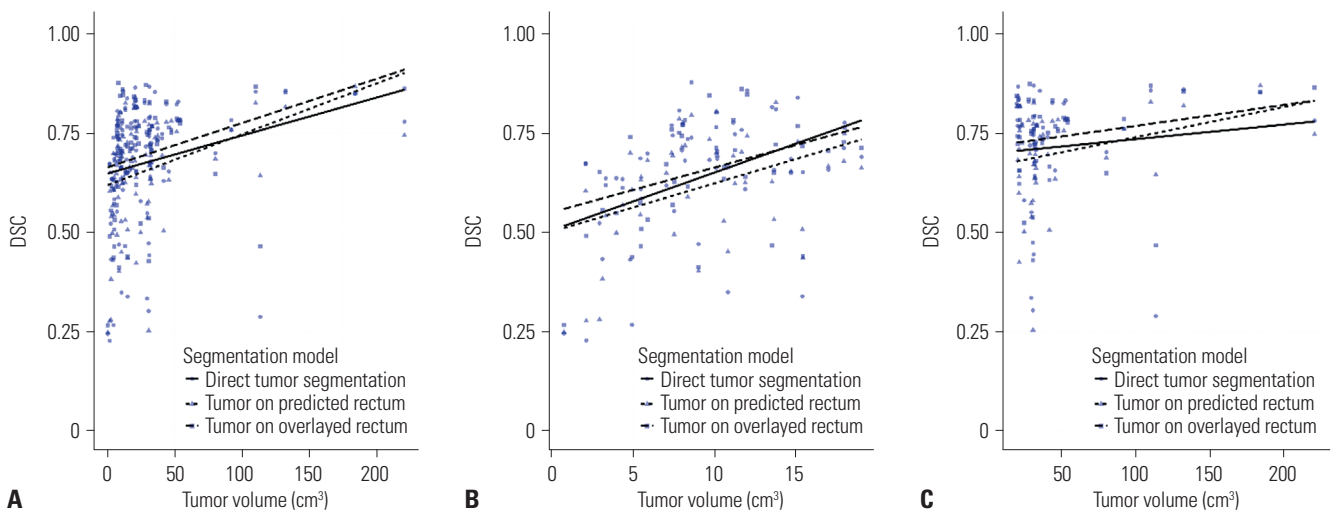 1.00
0.75
0.50
0.25
0
DSC
0
50
100
150
200
Tumor volume (cm³)
Segmentation model
Direct tumor segmentation
Tumor on predicted rectum
Tumor on overlayed rectum
A
1.00
0.75
0.50
0.25
0
DSC
0
5
10
15
Tumor volume (cm³)
Segmentation model
Direct tumor segmentation
Tumor on predicted rectum
Tumor on overlayed rectum
B
1.00
0.75
0.50
0.25
0
DSC
50
100
150
200
Tumor volume (cm³)
Segmentation model
Direct tumor segmentation
Tumor on predicted rectum
Tumor on overlayed rectum
C